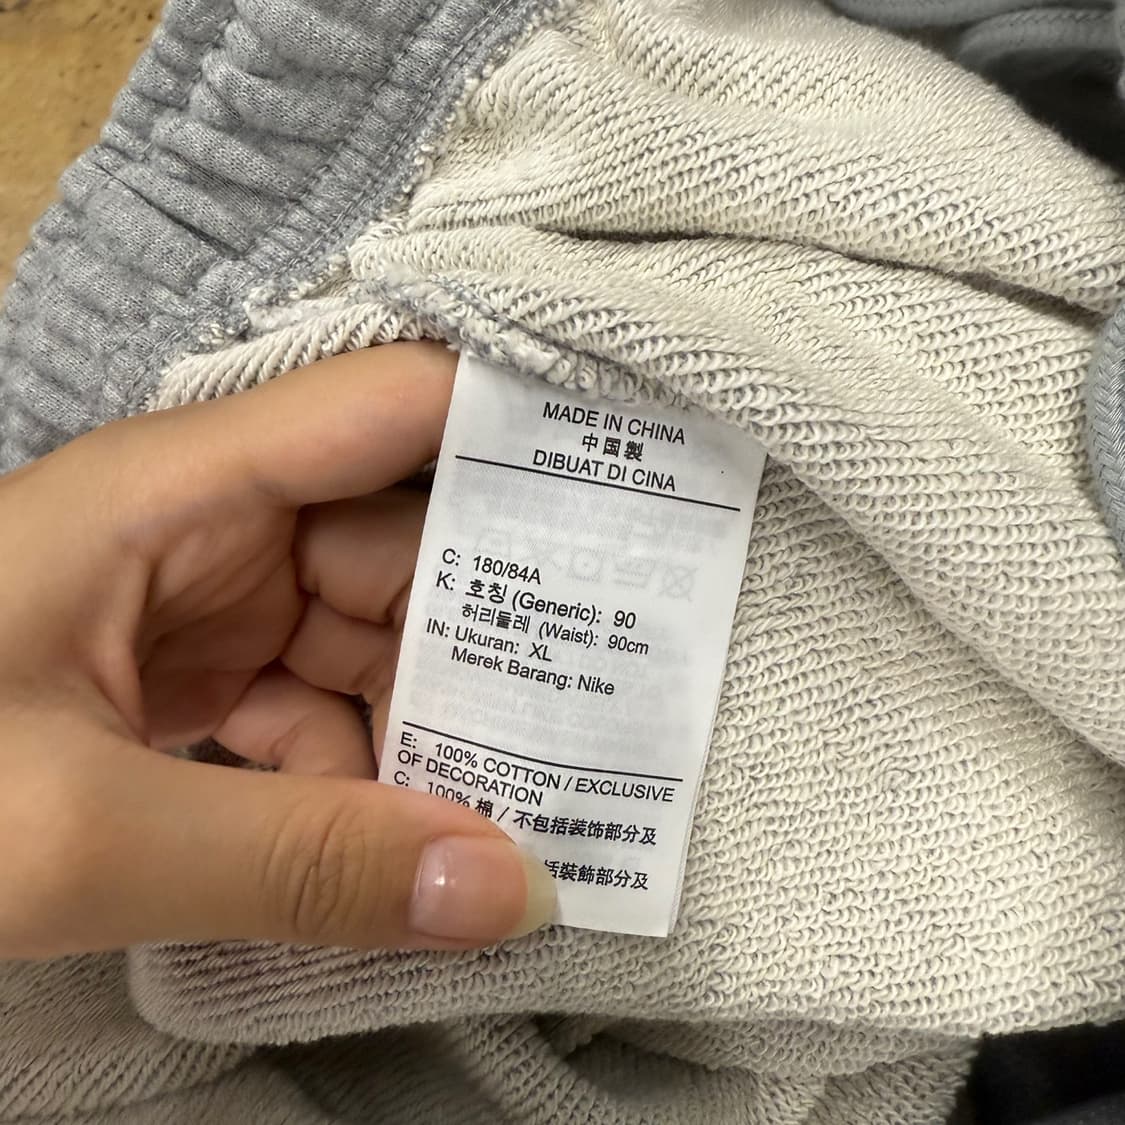 MADE IN CHINA
中国製
DIBUAT DI CINA
C: 180/84A
K: 호칭 (Generic): 90
허리둘레 (Waist): 90cm
IN: Ukuran: XL
Merek Barang: Nike
E: 100% COTTON / EXCLUSIVE
OF DECORATION
C: 100% 棉 / 不包括装饰部分及
括裝飾部分及